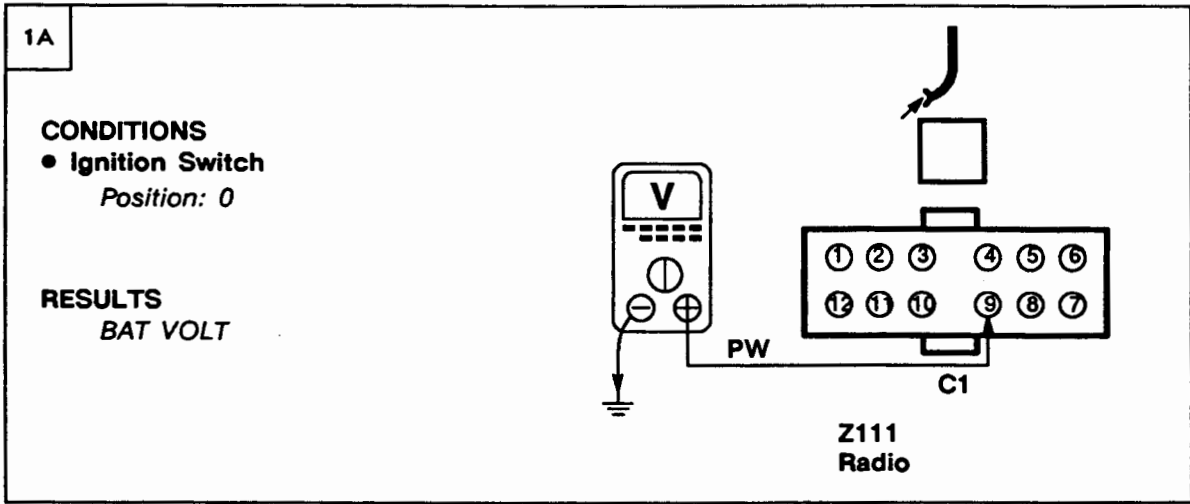 1A
CONDITIONS
● Ignition Switch
Position: 0
RESULTS
BAT VOLT
V
PW
1 2 3 4 5 6
12 11 10 9 8 7
C1
Z111
Radio